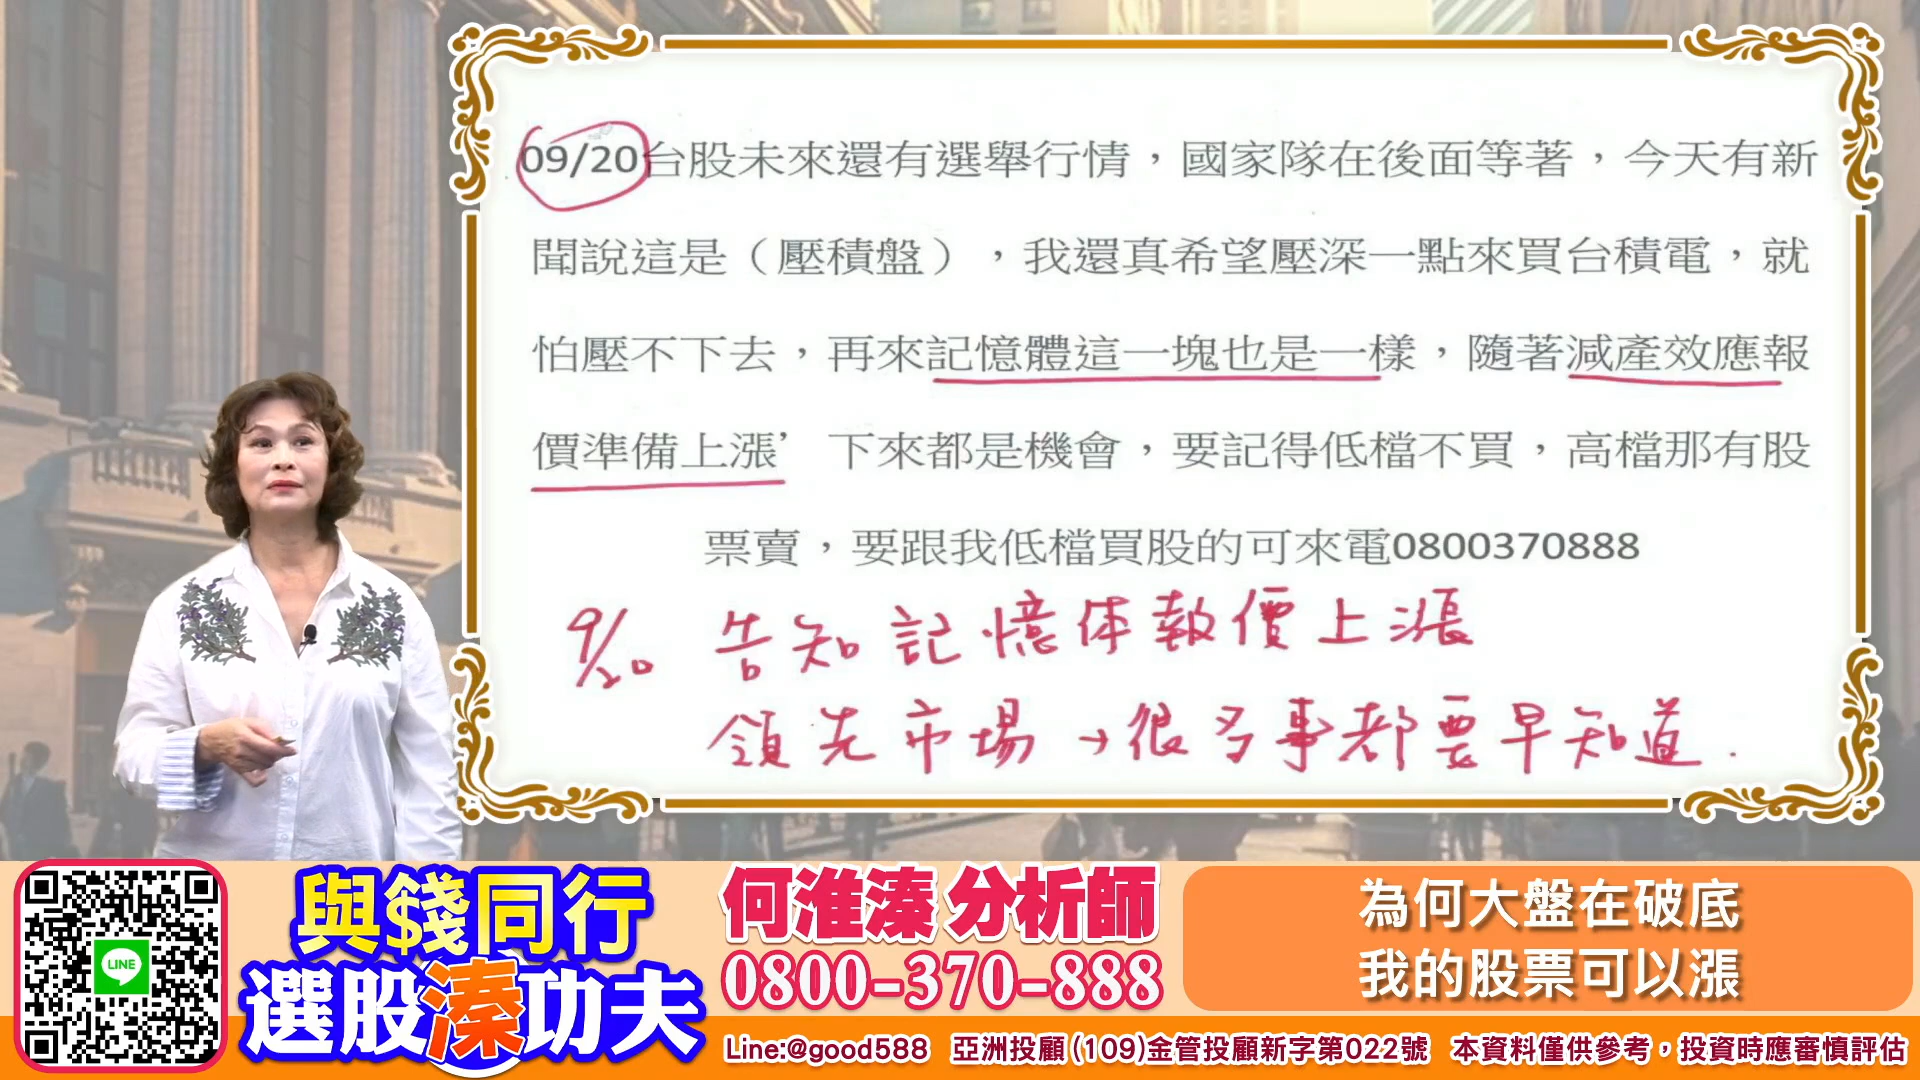 09/20台股未來還有選舉行情，國家隊在後面等著，今天有新
聞說這是（壓積盤），我還真希望壓深一點來買台積電，就
怕壓不下去，再來記憶體這一塊也是一樣，隨著減產效應報
價準備上漲，下來都是機會，要記得低檔不買，高檔那有股
票賣，要跟我低檔買股的可來電0800370888
9/20 告知記憶体報價上漲
領先市場→很多事都要早知道.
LINE
與錢同行
選股溱功夫
何淮溱 分析師
0800-370-888
為何大盤在破底
我的股票可以漲
Line:@good588 亞洲投顧(109)金管投顧新字第022號 本資料僅供參考，投資時應審慎評估